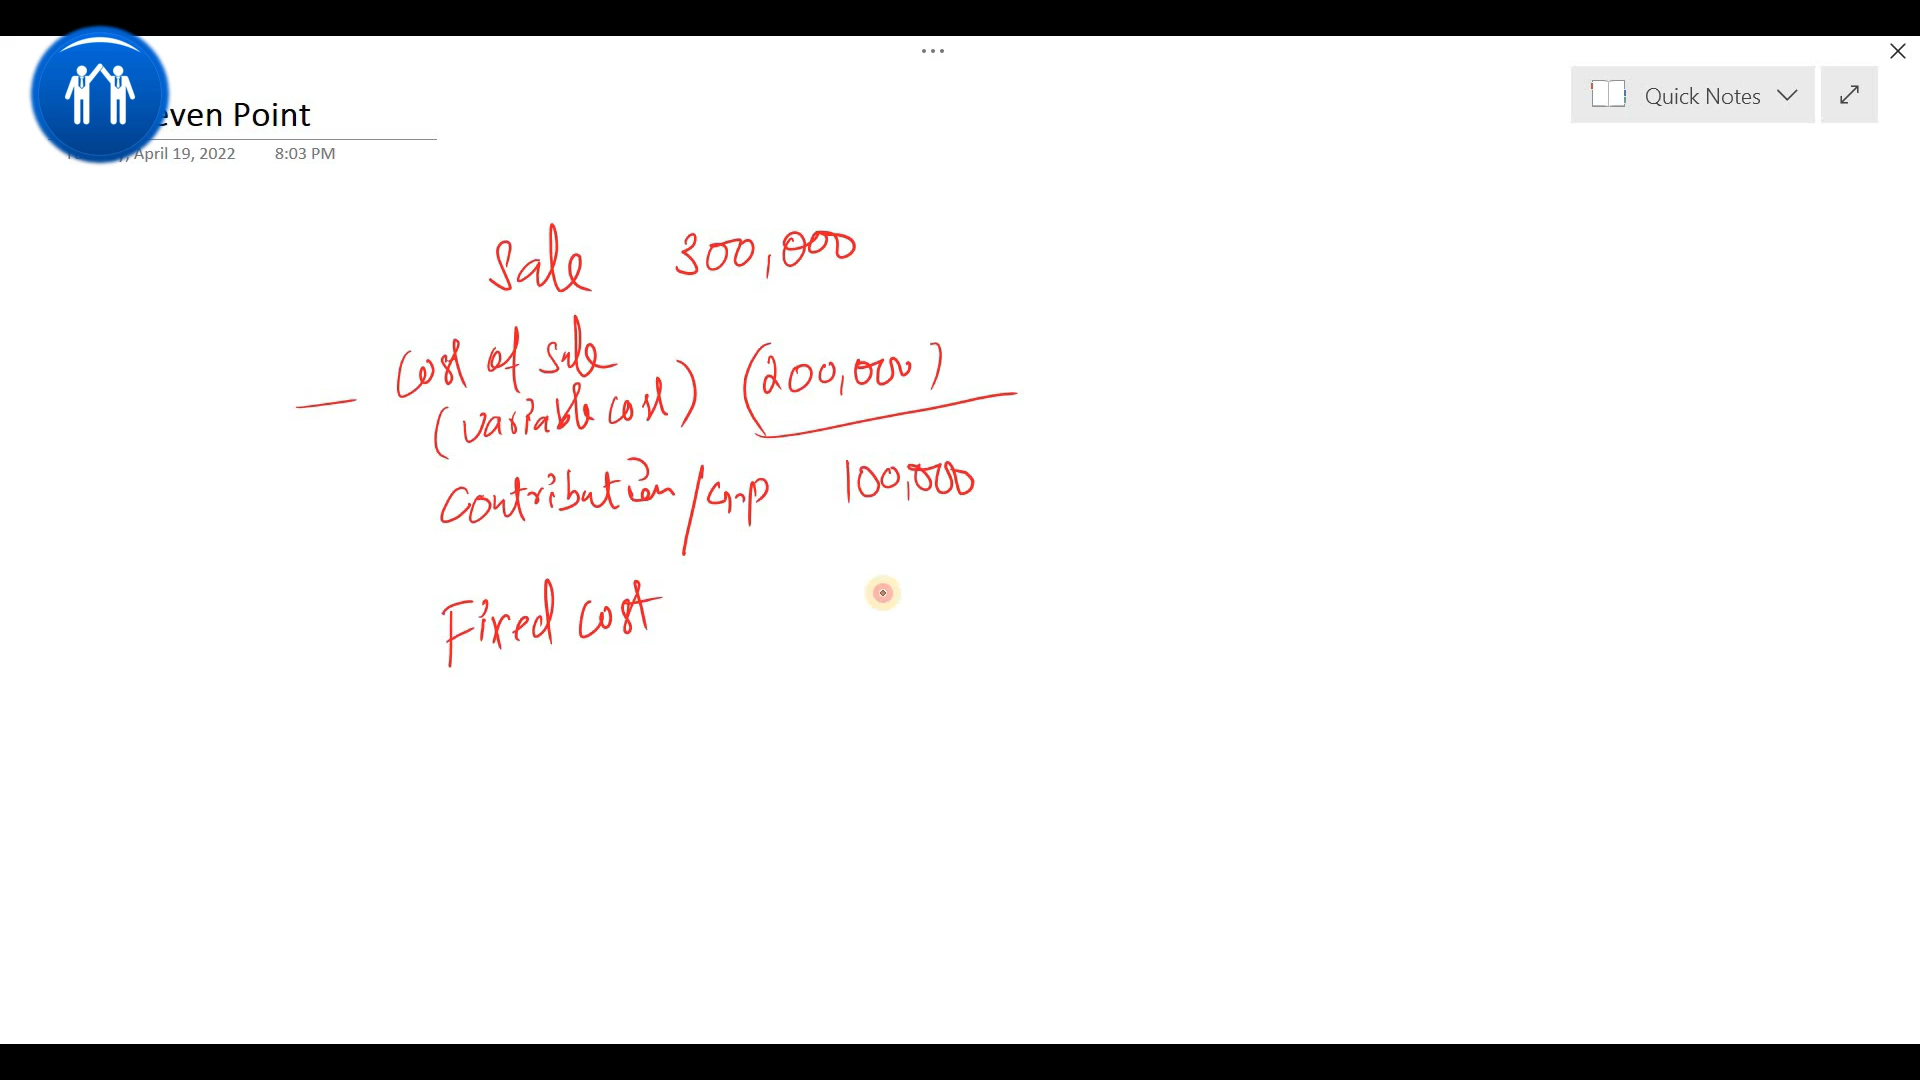 even Point
April 19, 2022 8:03 PM
Quick Notes
Sale 300,000
— Cost of sale
(variable cost) (200,000)
Contribution/G.P 100,000
Fixed cost